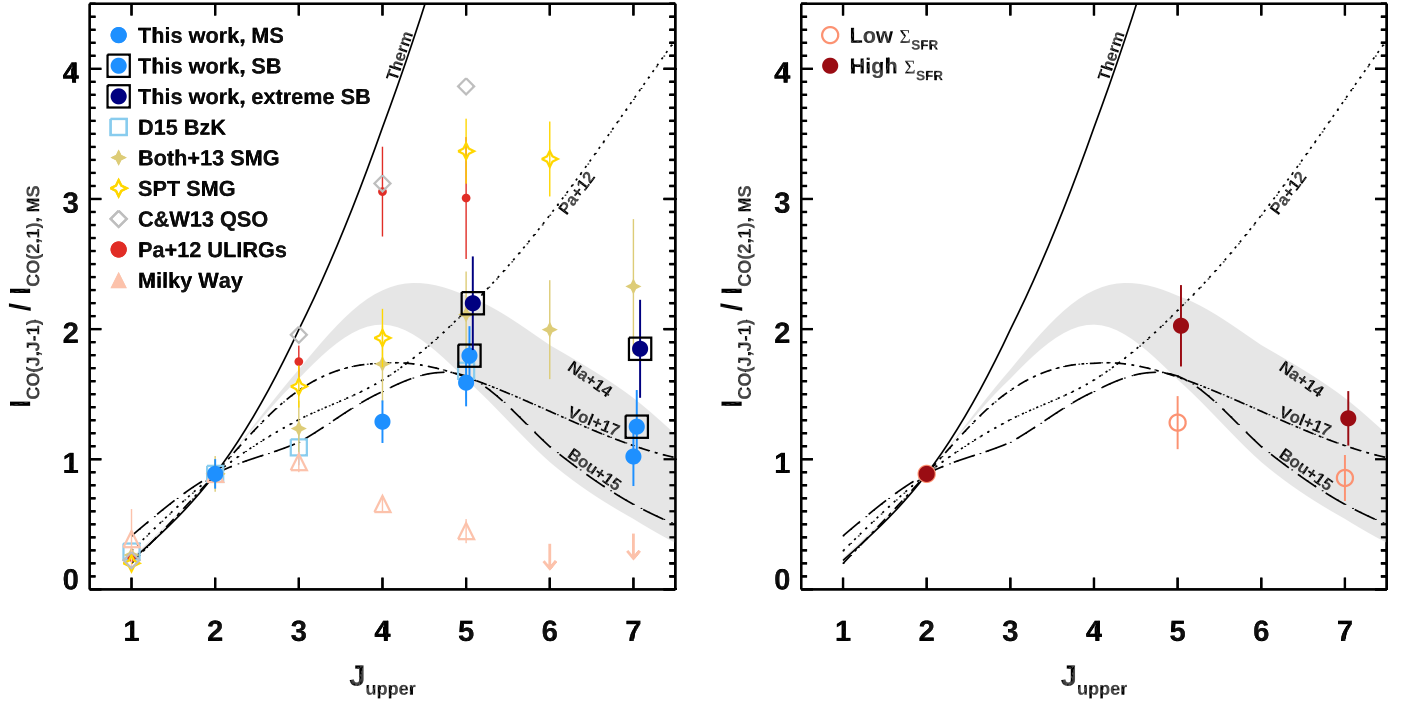 This work, MS
This work, SB
This work, extreme SB
D15 BzK
Both+13 SMG
SPT SMG
C&W13 QSO
Pa+12 ULIRGs
Milky Way
Therm
Pa+12
Na+14
Vol+17
Bou+15
4
3
2
1
0
1 2 3 4 5 6 7
J_upper
I_CO(J,J-1) / I_CO(2,1), MS
Low Σ_SFR
High Σ_SFR
Therm
Pa+12
Na+14
Vol+17
Bou+15
4
3
2
1
0
1 2 3 4 5 6 7
J_upper
I_CO(J,J-1) / I_CO(2,1), MS